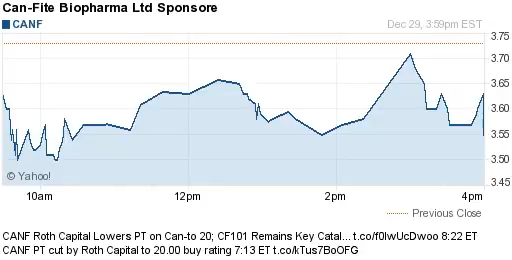 Can-Fite Biopharma Ltd Sponsore
CANF
Dec 29, 3:59pm EST
3.75
3.70
3.65
3.60
3.55
3.50
3.45
© Yahoo!
10am
12pm
2pm
4pm
Previous Close
CANF Roth Capital Lowers PT on Can-to 20; CF101 Remains Key Catal... t.co/f0IwUcDwoo 8:22 ET
CANF PT cut by Roth Capital to 20.00 buy rating 7:13 ET t.co/kTus7BoOFG